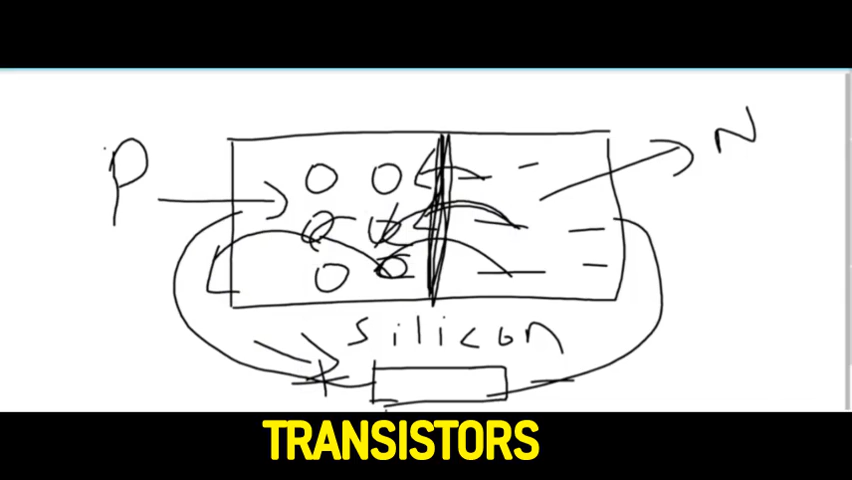 P
N
silicon
+ -
TRANSISTORS